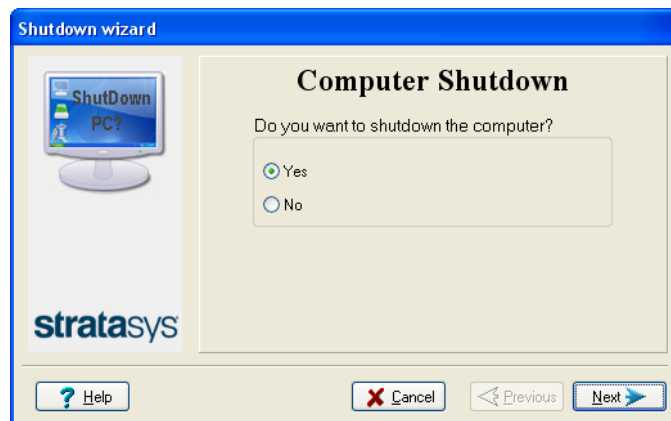 Shutdown wizard
ShutDown
PC?
Computer Shutdown
Do you want to shutdown the computer?
Yes
No
stratasys
Help
Cancel
Previous
Next